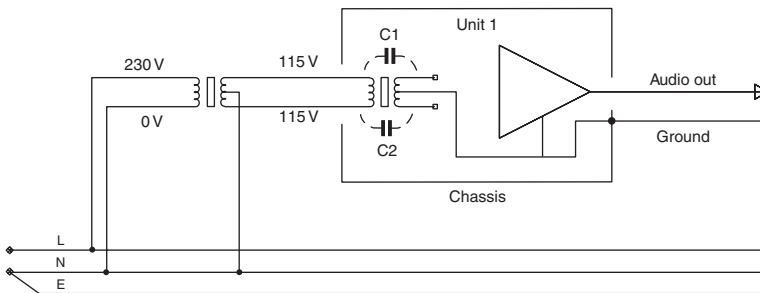 Unit 1
C1
230 V
115 V
Audio out
0 V
115 V
C2
Ground
Chassis
L
N
E